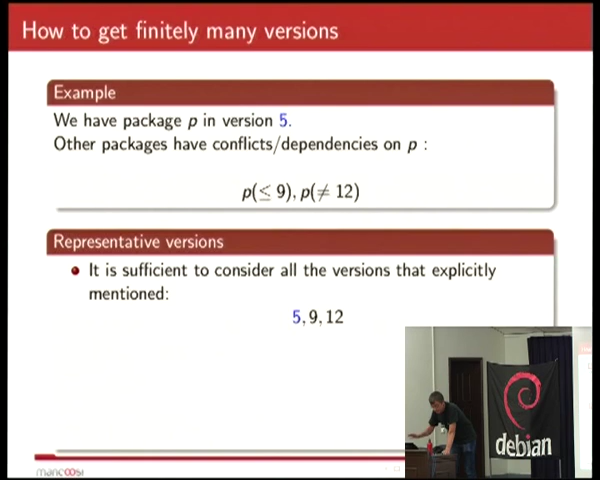 How to get finitely many versions
Example
We have package p in version 5.
Other packages have conflicts/dependencies on p :
p(≤ 9), p(≠ 12)
Representative versions
It is sufficient to consider all the versions that explicitly
mentioned:
5, 9, 12
debian
mancoosi